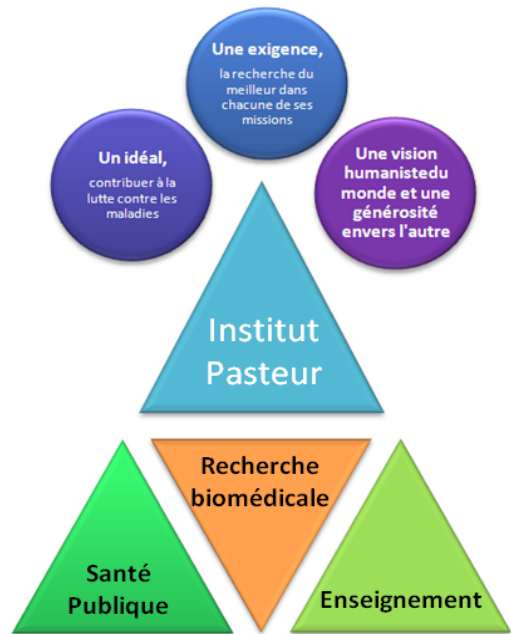 Une exigence,
la recherche du
meilleur dans
chacune de ses
missions
Un idéal,
contribuer à la
lutte contre les
maladies
Une vision
humanistedu
monde et une
générosité
envers l'autre
Institut
Pasteur
Recherche
biomédicale
Santé
Publique
Enseignement